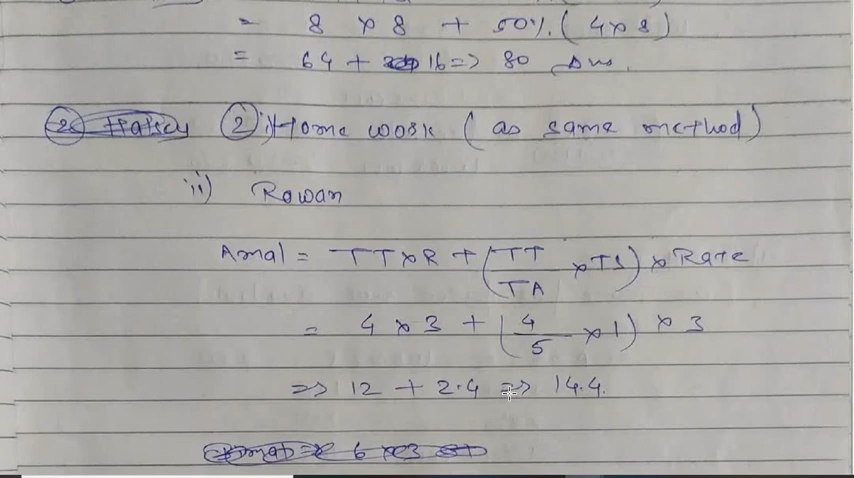 = 8 × 8 + 50% ( 4 × 8 )
= 64 + 16 => 80 Ans.
② i) Home work ( as same method )
ii) Rowan
Amal = TT × R + ( TT/TA × TS ) × Rate
= 4 × 3 + ( 4/5 × 1 ) × 3
=> 12 + 2.4 => 14.4.